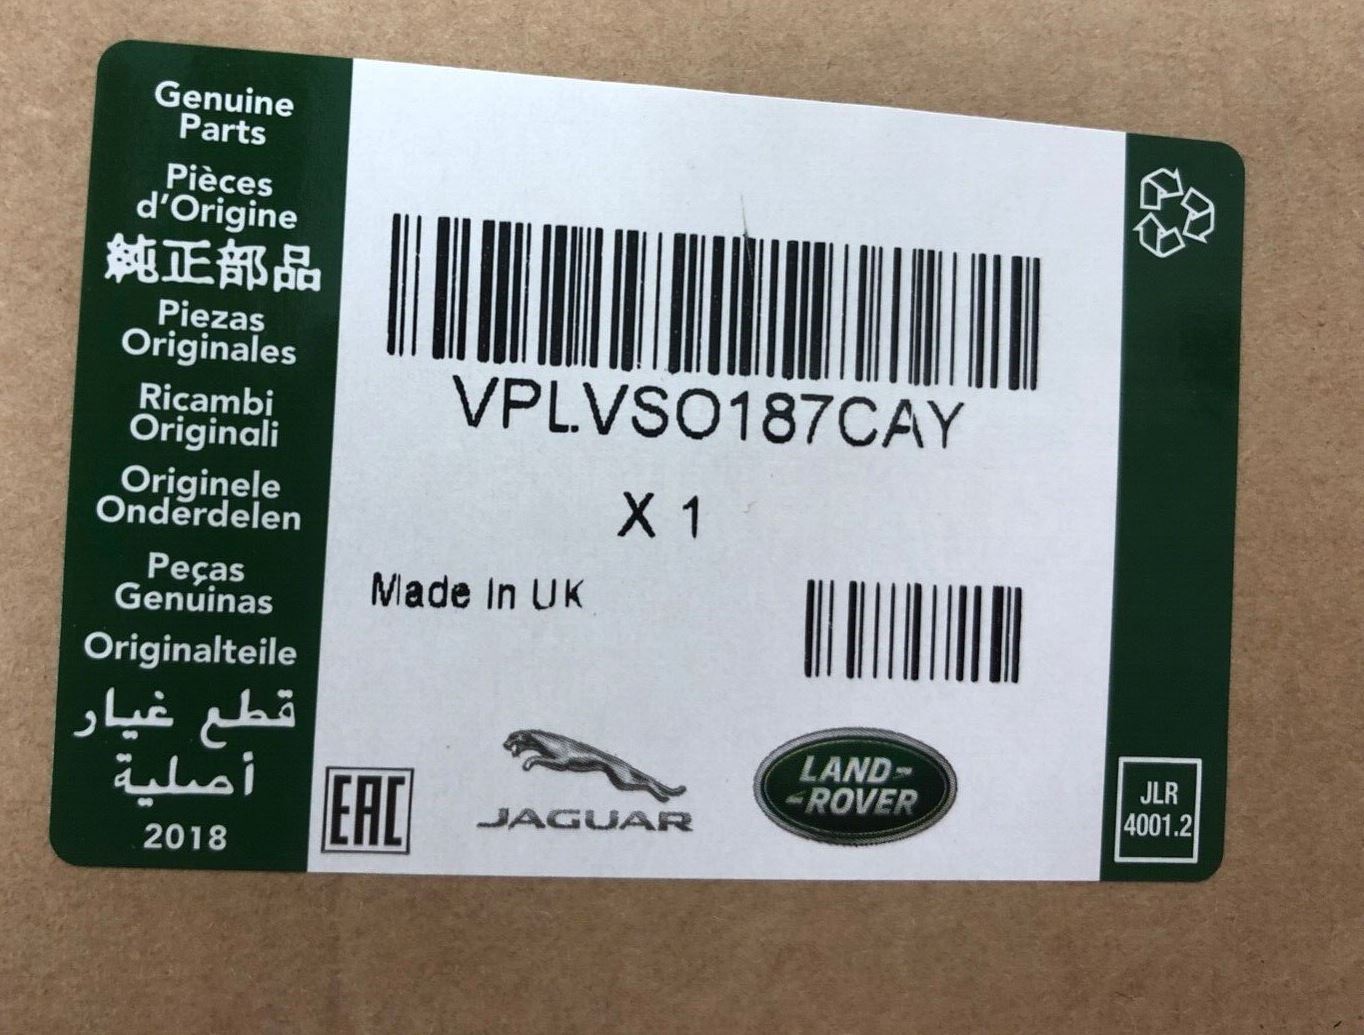 Genuine
Parts
Pièces
d'Origine
純正部品
Piezas
Originales
Ricambi
Originali
Originele
Onderdelen
Peças
Genuinas
Originalteile
قطع غيار
أصلية
2018
VPLVSO187CAY
X 1
Made In UK
EAC
JAGUAR
LAND-
-ROVER
JLR
4001.2